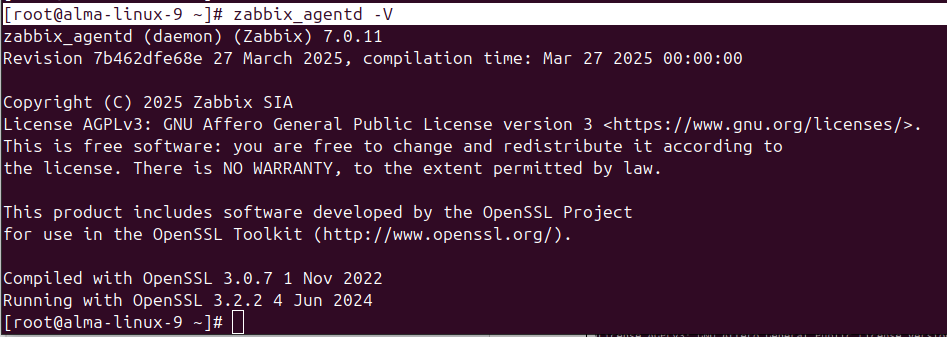 [root@alma-linux-9 ~]# zabbix_agentd -V
zabbix_agentd (daemon) (Zabbix) 7.0.11
Revision 7b462dfe68e 27 March 2025, compilation time: Mar 27 2025 00:00:00

Copyright (C) 2025 Zabbix SIA
License AGPLv3: GNU Affero General Public License version 3 <https://www.gnu.org/licenses/>.
This is free software: you are free to change and redistribute it according to
the license. There is NO WARRANTY, to the extent permitted by law.

This product includes software developed by the OpenSSL Project
for use in the OpenSSL Toolkit (http://www.openssl.org/).

Compiled with OpenSSL 3.0.7 1 Nov 2022
Running with OpenSSL 3.2.2 4 Jun 2024
[root@alma-linux-9 ~]#